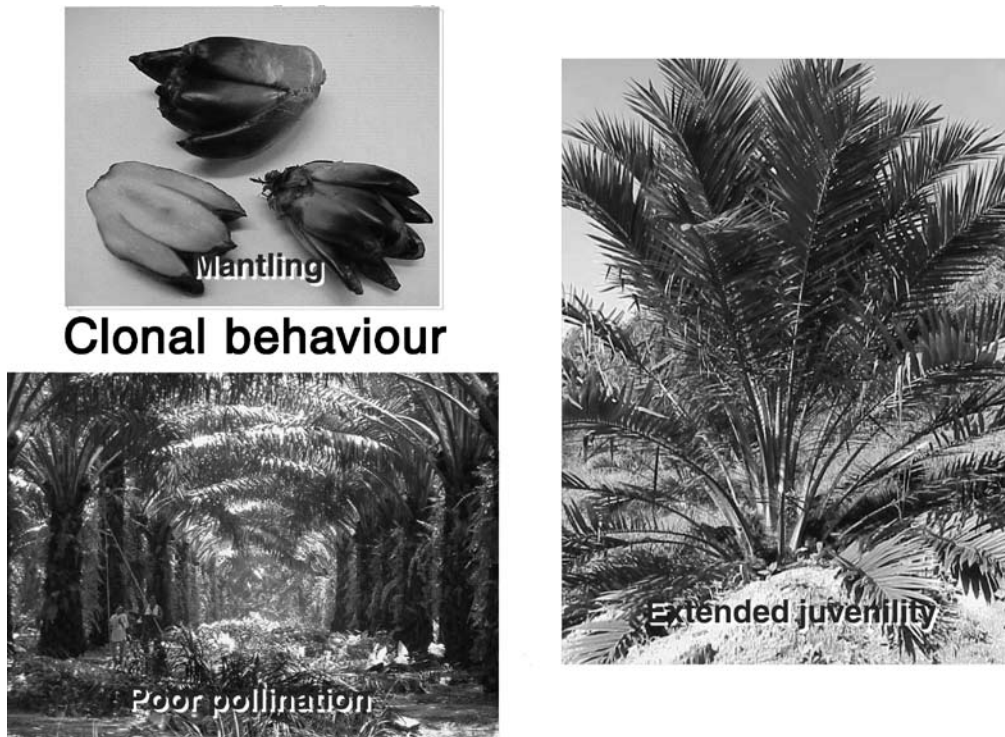 Mantling
Clonal behaviour
Poor pollination
Extended juvenility